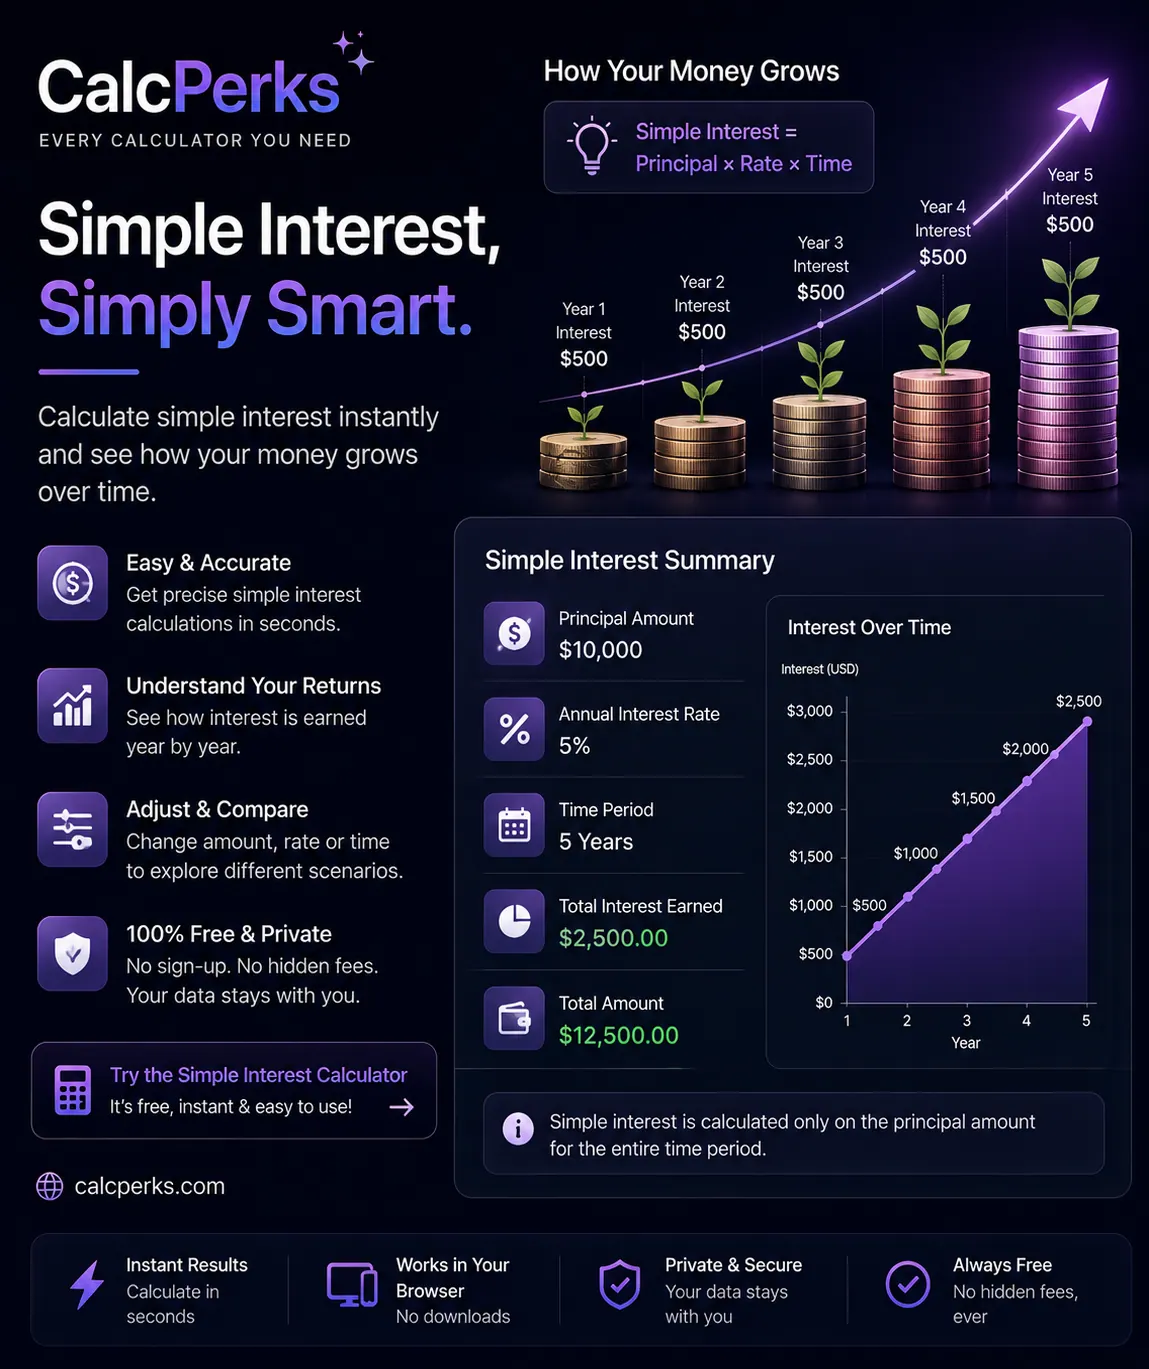 CalcPerks
EVERY CALCULATOR YOU NEED
Simple Interest,
Simply Smart.
Calculate simple interest instantly
and see how your money grows
over time.
Easy & Accurate
Get precise simple interest
calculations in seconds.
Understand Your Returns
See how interest is earned
year by year.
Adjust & Compare
Change amount, rate or time
to explore different scenarios.
100% Free & Private
No sign-up. No hidden fees.
Your data stays with you.
Try the Simple Interest Calculator
It's free, instant & easy to use!
calcperks.com
How Your Money Grows
Simple Interest =
Principal × Rate × Time
Year 1
Interest
$500
Year 2
Interest
$500
Year 3
Interest
$500
Year 4
Interest
$500
Year 5
Interest
$500
Simple Interest Summary
Principal Amount
$10,000
Annual Interest Rate
5%
Time Period
5 Years
Total Interest Earned
$2,500.00
Total Amount
$12,500.00
Interest Over Time
Interest (USD)
$3,000
$2,500
$2,000
$1,500
$1,000
$500
$0
$500
$1,000
$1,500
$2,000
$2,500
1 2 3 4 5
Year
Simple interest is calculated only on the principal amount
for the entire time period.
Instant Results
Calculate in
seconds
Works in Your
Browser
No downloads
Private & Secure
Your data stays
with you
Always Free
No hidden fees,
ever